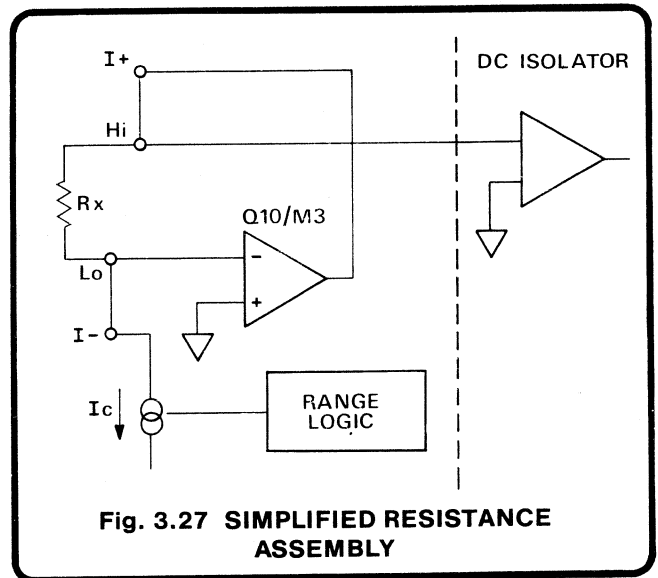 I+
DC ISOLATOR
Hi
Rx
Q10/M3
-
+
Lo
I-
Ic
RANGE
LOGIC
Fig. 3.27 SIMPLIFIED RESISTANCE
ASSEMBLY